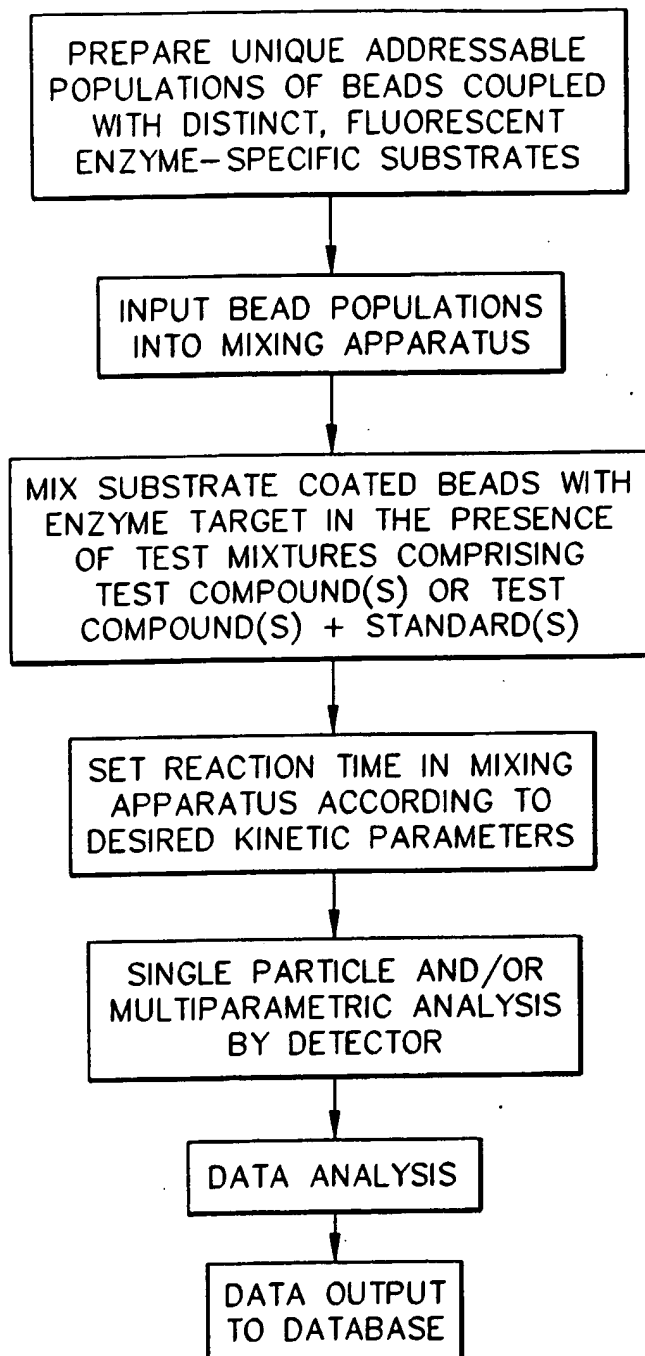 PREPARE UNIQUE ADDRESSABLE
POPULATIONS OF BEADS COUPLED
WITH DISTINCT, FLUORESCENT
ENZYME-SPECIFIC SUBSTRATES
INPUT BEAD POPULATIONS
INTO MIXING APPARATUS
MIX SUBSTRATE COATED BEADS WITH
ENZYME TARGET IN THE PRESENCE
OF TEST MIXTURES COMPRISING
TEST COMPOUND(S) OR TEST
COMPOUND(S) + STANDARD(S)
SET REACTION TIME IN MIXING
APPARATUS ACCORDING TO
DESIRED KINETIC PARAMETERS
SINGLE PARTICLE AND/OR
MULTIPARAMETRIC ANALYSIS
BY DETECTOR
DATA ANALYSIS
DATA OUTPUT
TO DATABASE